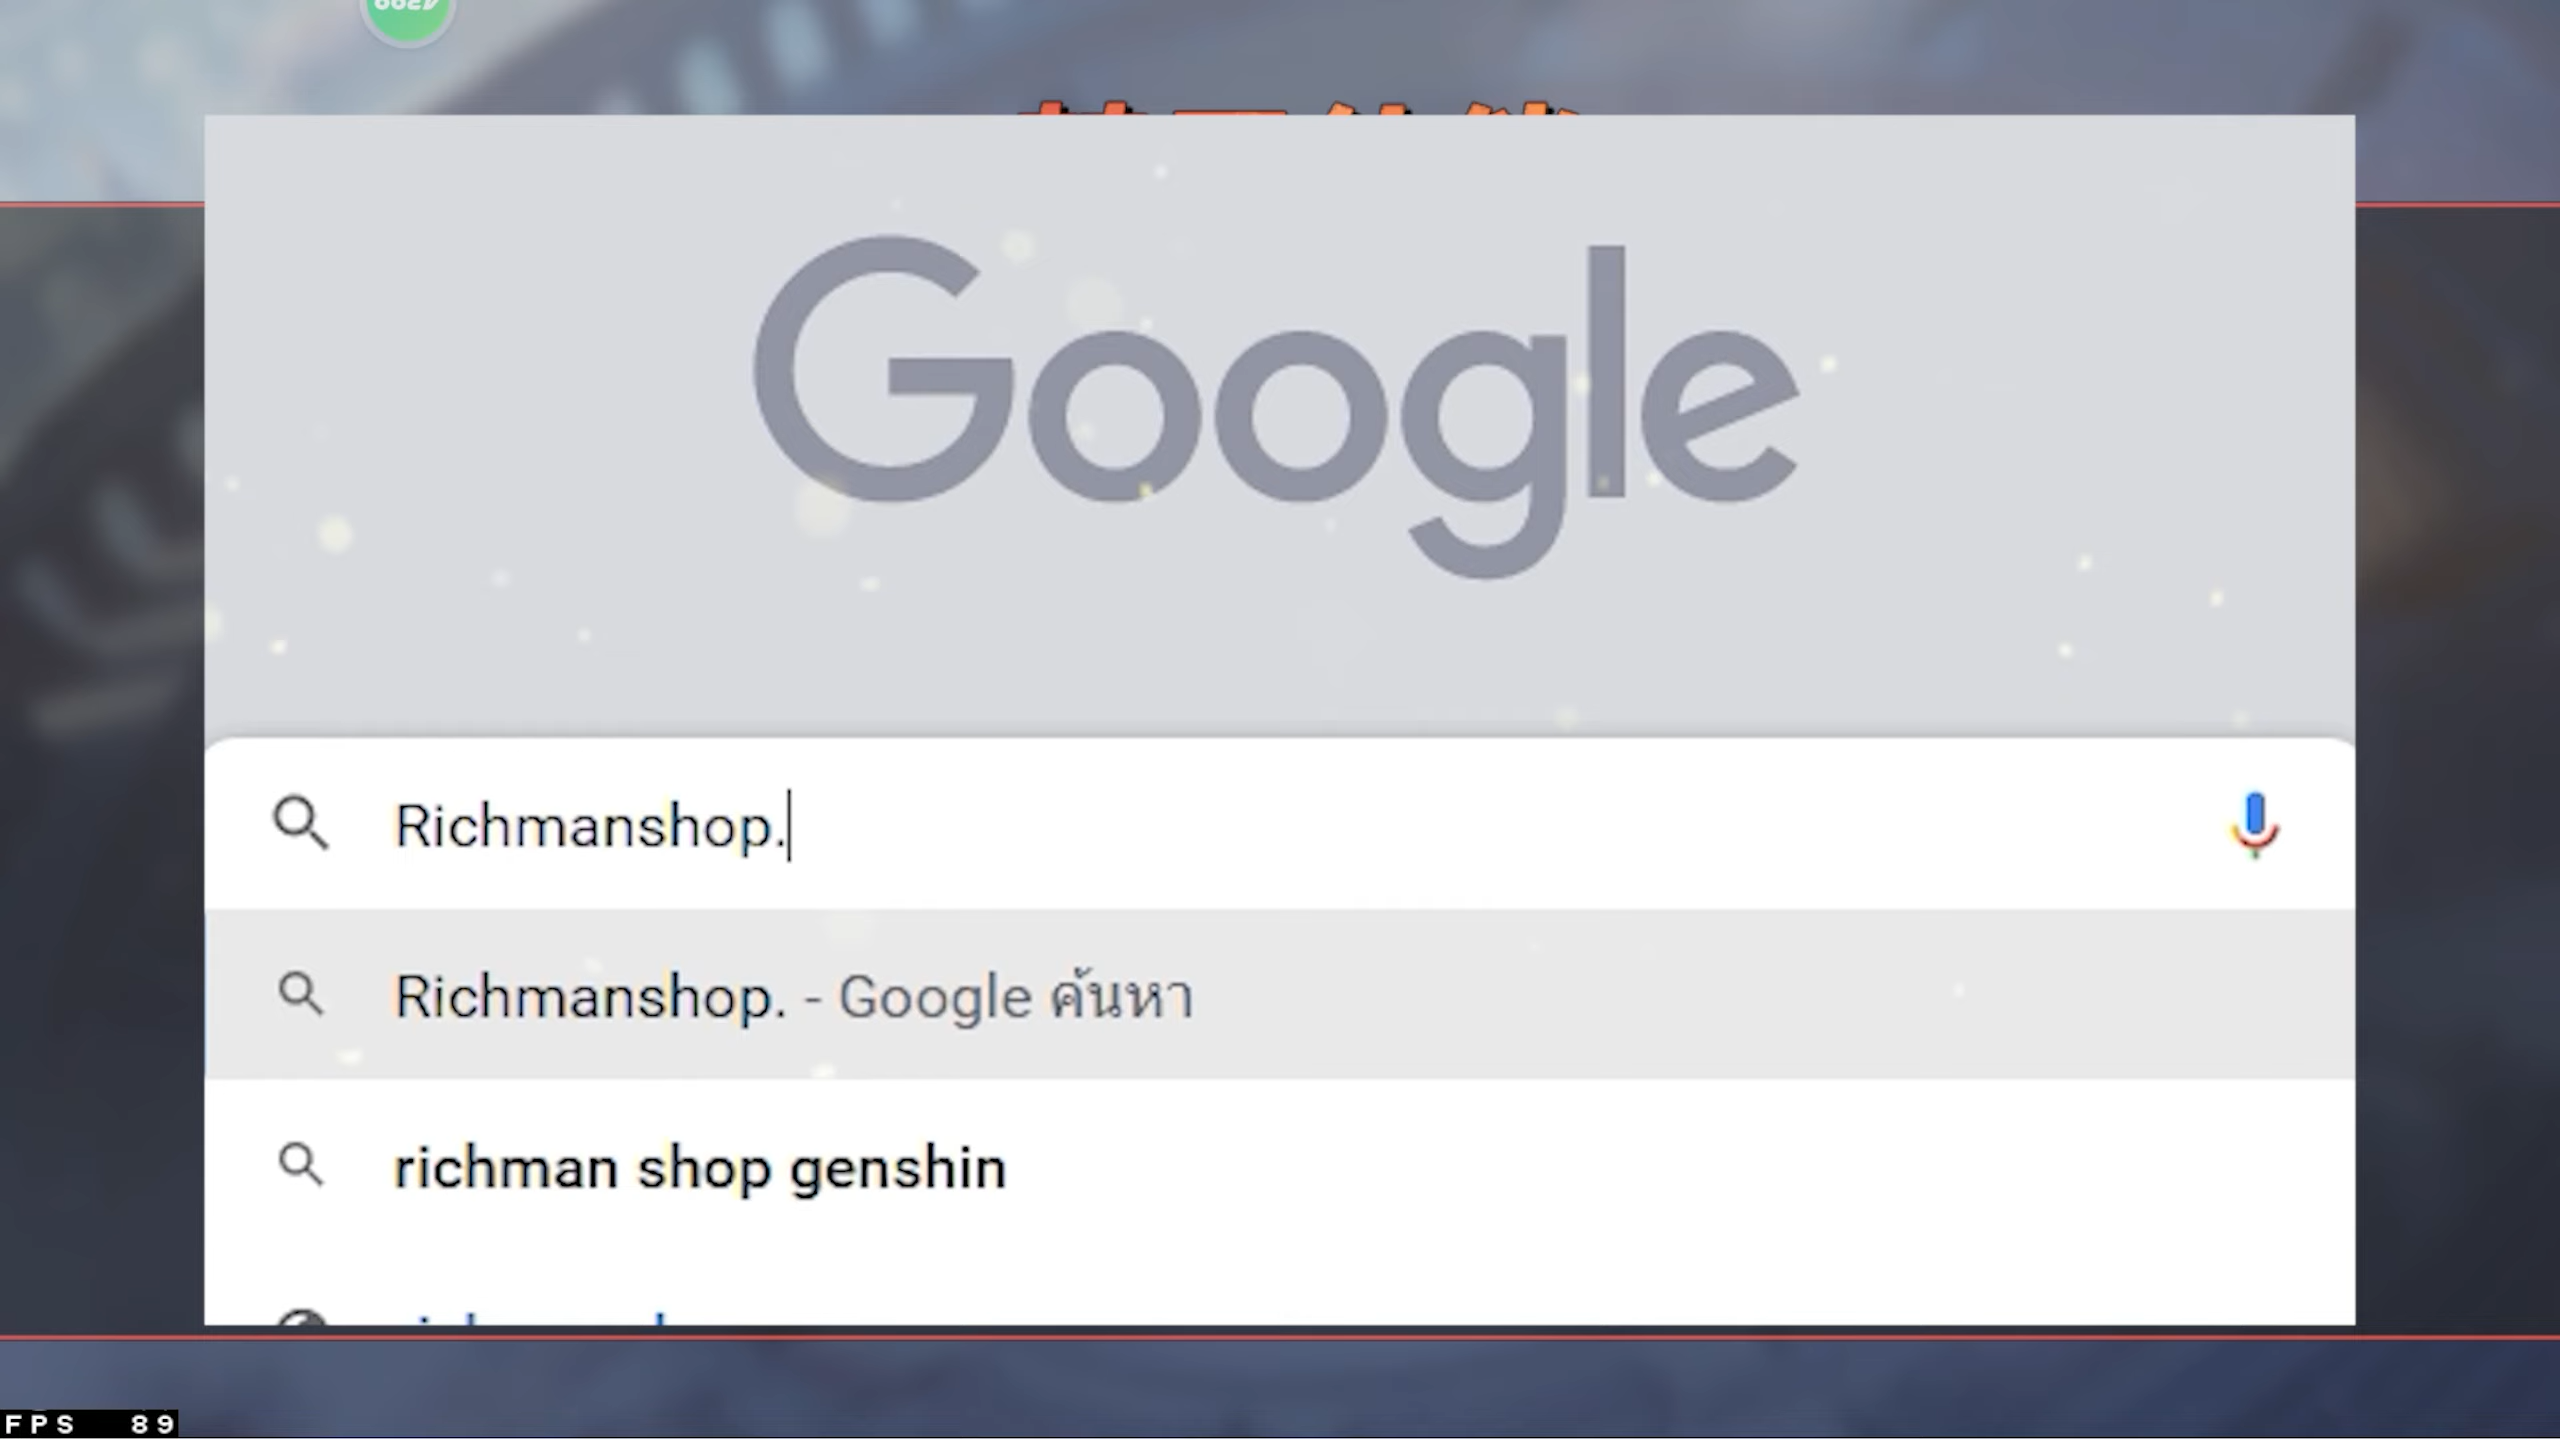 Google
Richmanshop.
Richmanshop. - Google ค้นหา
richman shop genshin
FPS 89